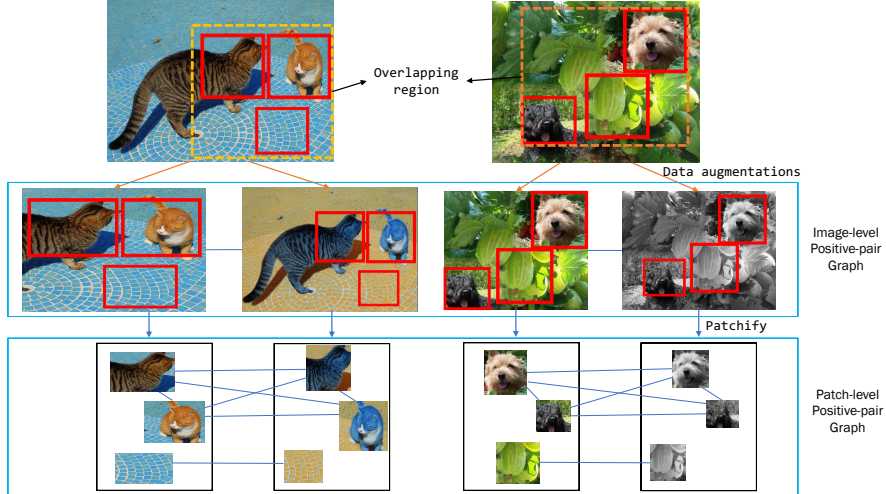 Overlapping
region
Data augmentations
Image-level
Positive-pair
Graph
Patchify
Patch-level
Positive-pair
Graph